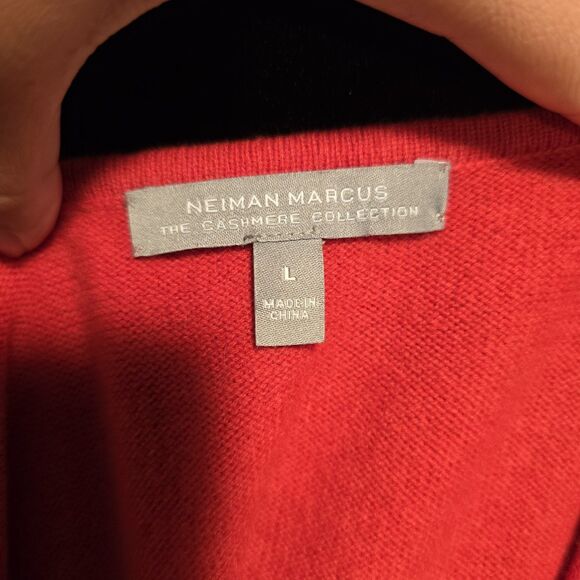 NEIMAN MARCUS
THE CASHMERE COLLECTION
L
MADE IN
CHINA